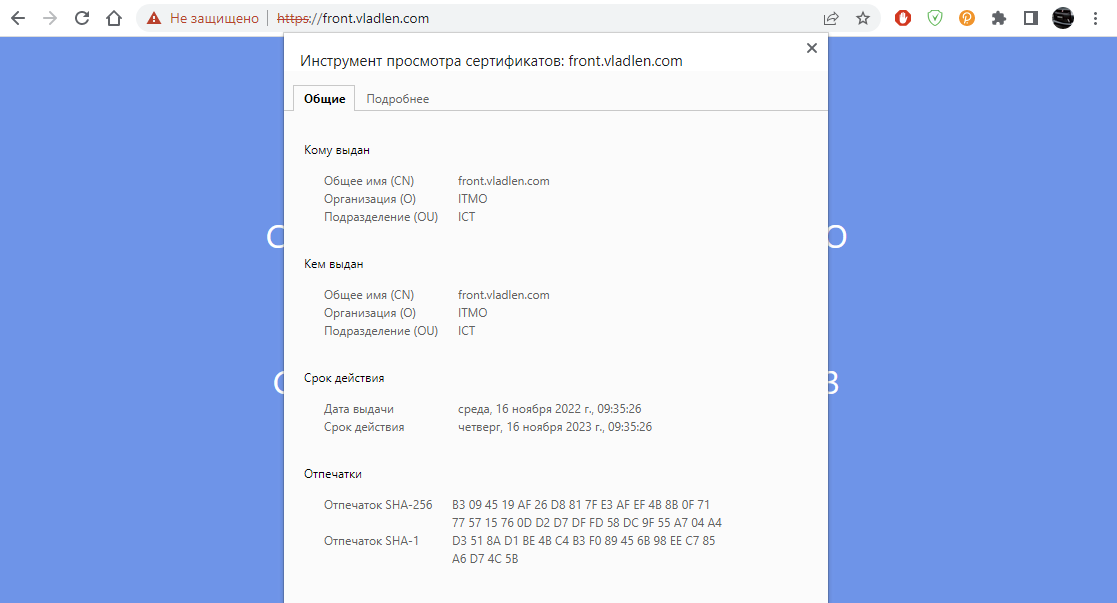 Не защищено https://front.vladlen.com
Инструмент просмотра сертификатов: front.vladlen.com
Общие Подробнее
Кому выдан
Общее имя (CN) front.vladlen.com
Организация (O) ITMO
Подразделение (OU) ICT
Кем выдан
Общее имя (CN) front.vladlen.com
Организация (O) ITMO
Подразделение (OU) ICT
Срок действия
Дата выдачи среда, 16 ноября 2022 г., 09:35:26
Срок действия четверг, 16 ноября 2023 г., 09:35:26
Отпечатки
Отпечаток SHA-256 B3 09 45 19 AF 26 D8 81 7F E3 AF EF 4B 8B 0F 71
77 57 15 76 0D D2 D7 DF FD 58 DC 9F 55 A7 04 A4
Отпечаток SHA-1 D3 51 8A D1 BE 4B C4 B3 F0 89 45 6B 98 EE C7 85
A6 D7 4C 5B